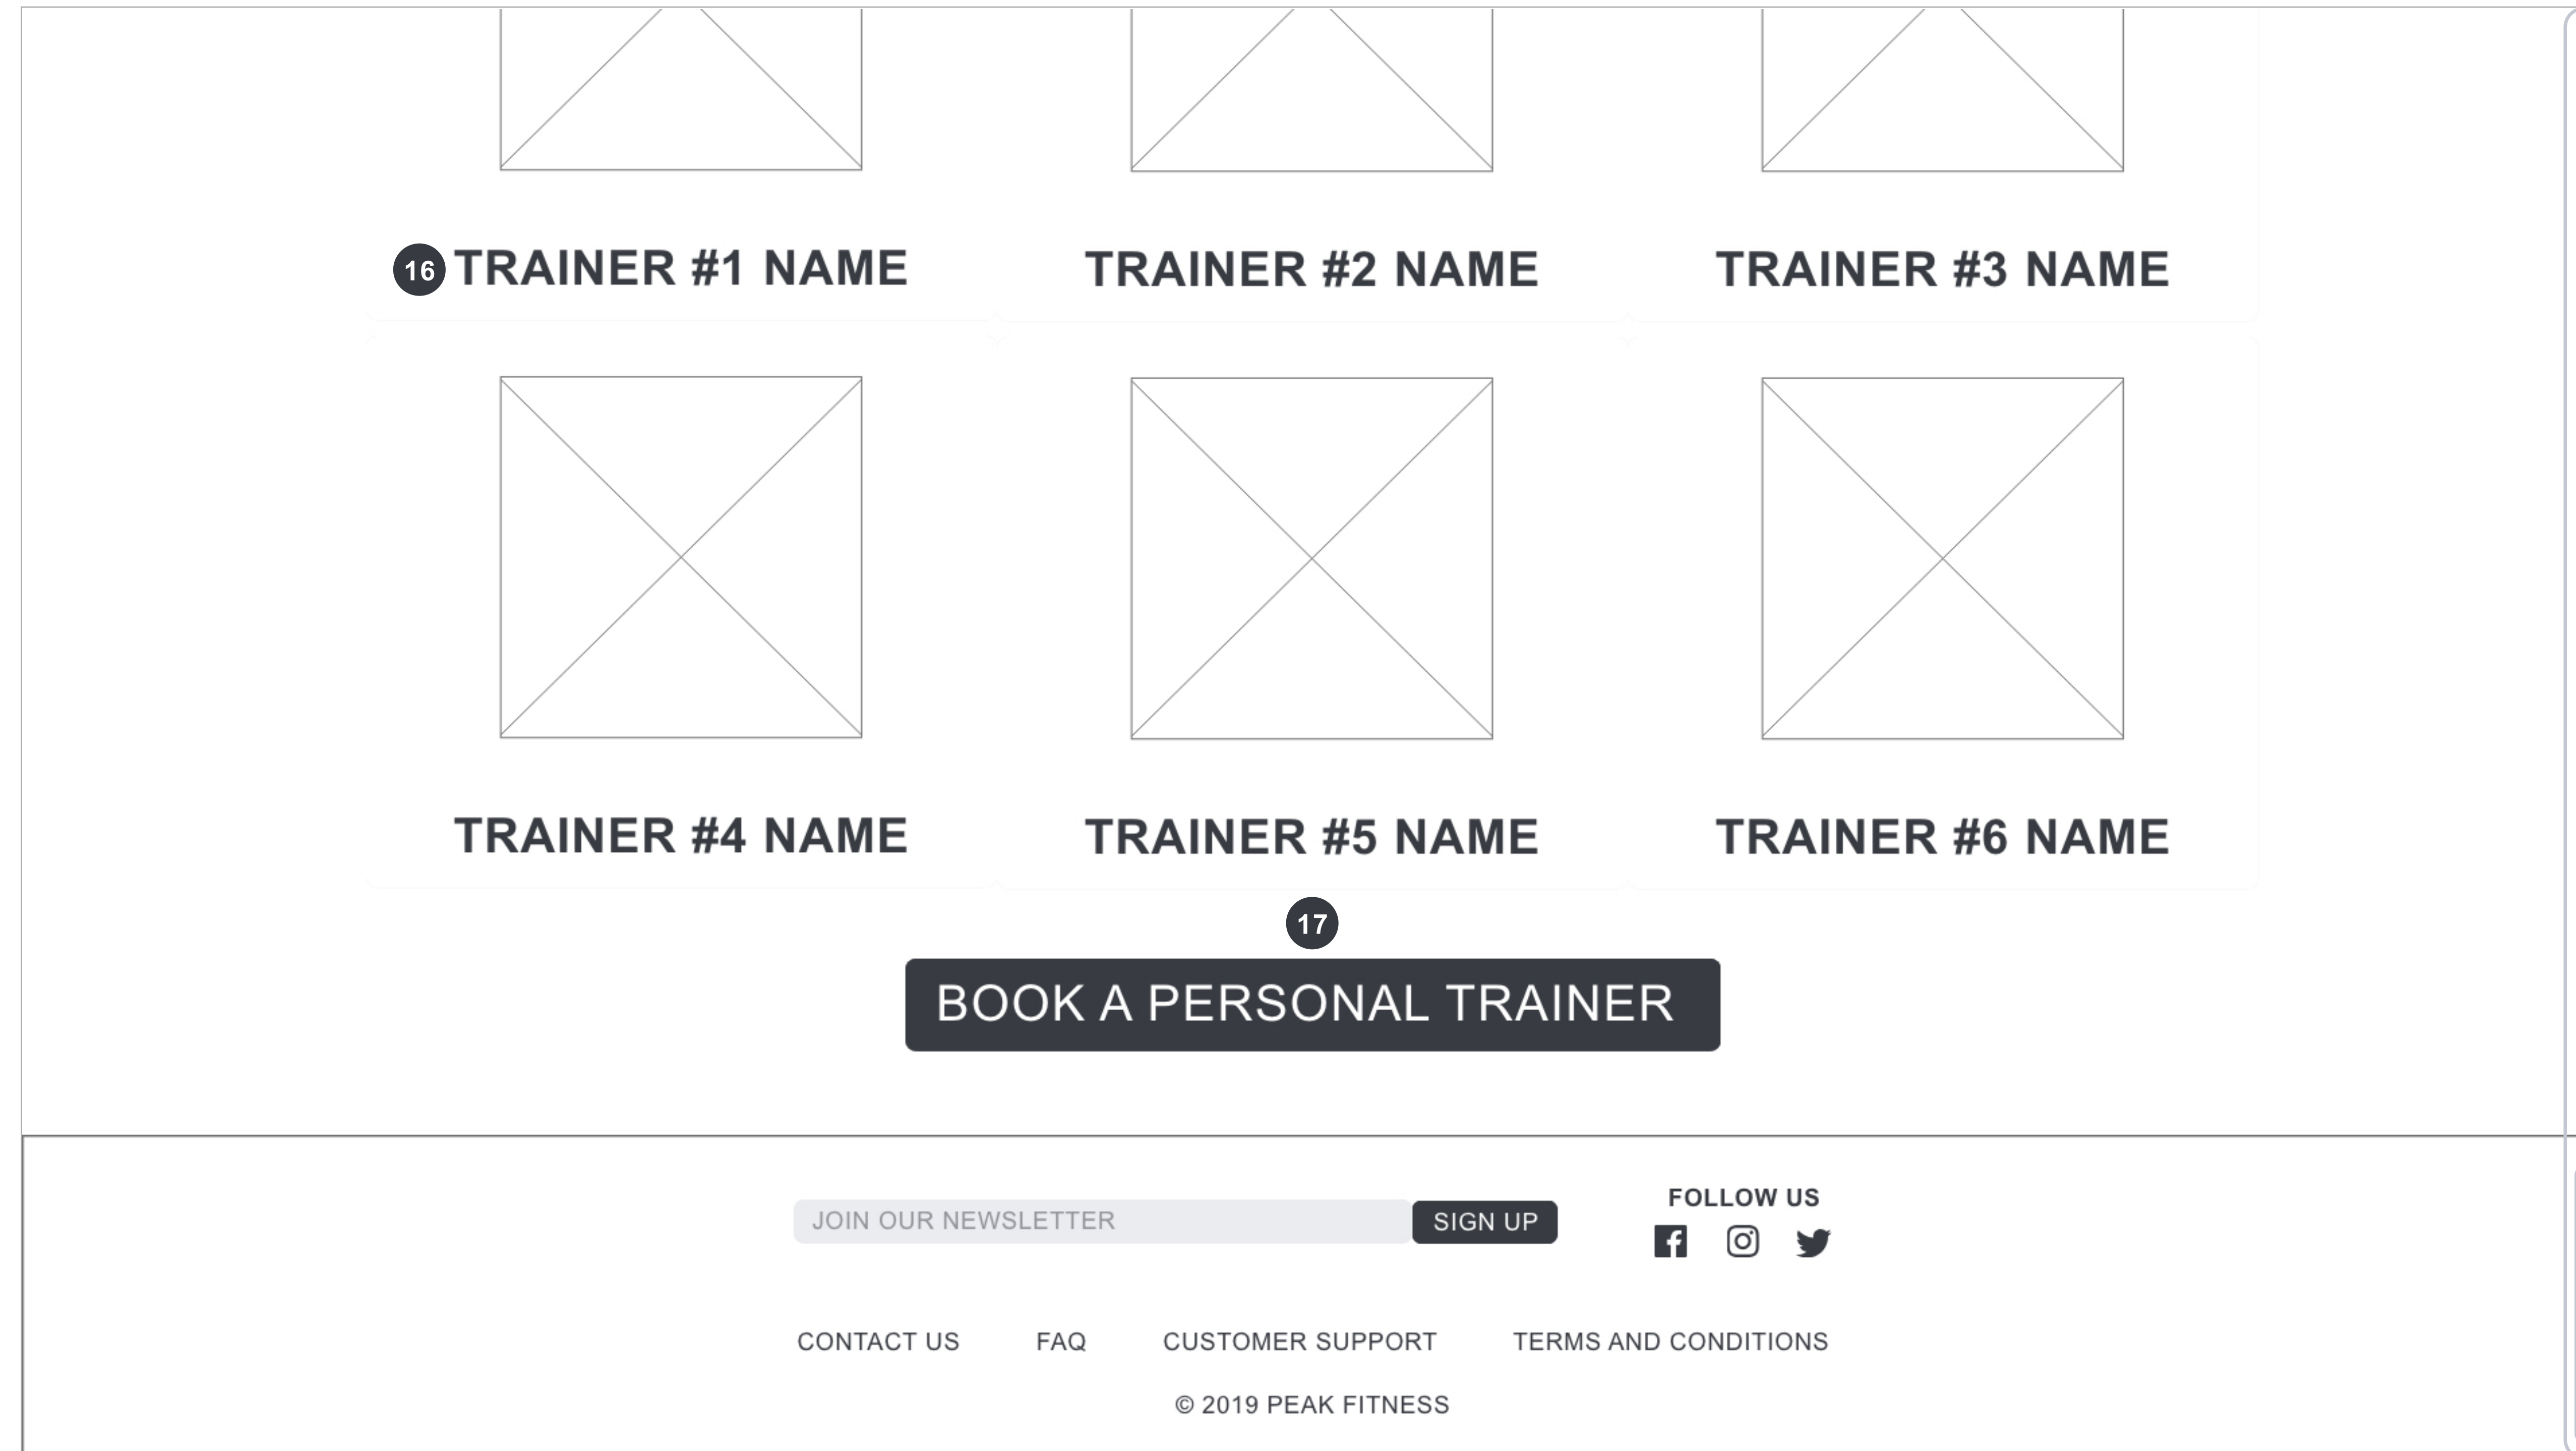 16 TRAINER #1 NAME
TRAINER #2 NAME
TRAINER #3 NAME
TRAINER #4 NAME
TRAINER #5 NAME
TRAINER #6 NAME
17
BOOK A PERSONAL TRAINER
JOIN OUR NEWSLETTER
SIGN UP
FOLLOW US
CONTACT US
FAQ
CUSTOMER SUPPORT
TERMS AND CONDITIONS
© 2019 PEAK FITNESS